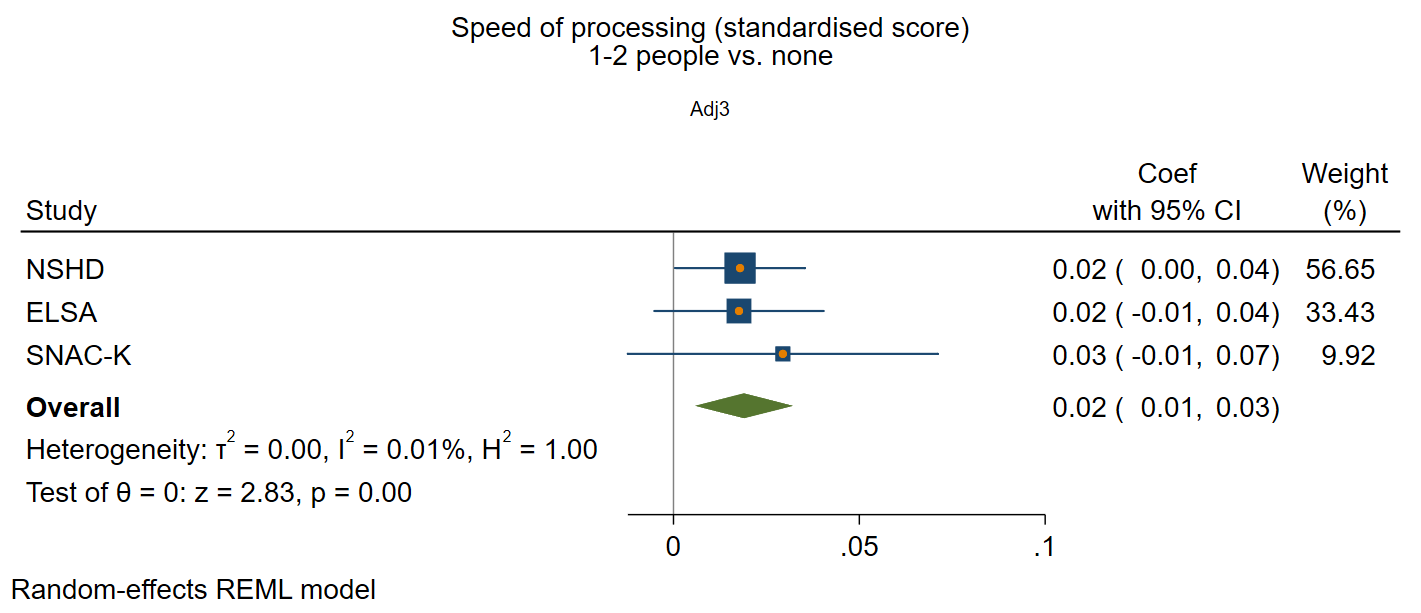 Speed of processing (standardised score)
1-2 people vs. none
Adj3
Coef Weight
Study with 95% CI (%)
NSHD 0.02 ( 0.00, 0.04) 56.65
ELSA 0.02 ( -0.01, 0.04) 33.43
SNAC-K 0.03 ( -0.01, 0.07) 9.92
Overall 0.02 ( 0.01, 0.03)
Heterogeneity: τ² = 0.00, I² = 0.01%, H² = 1.00
Test of θ = 0: z = 2.83, p = 0.00
0 .05 .1
Random-effects REML model